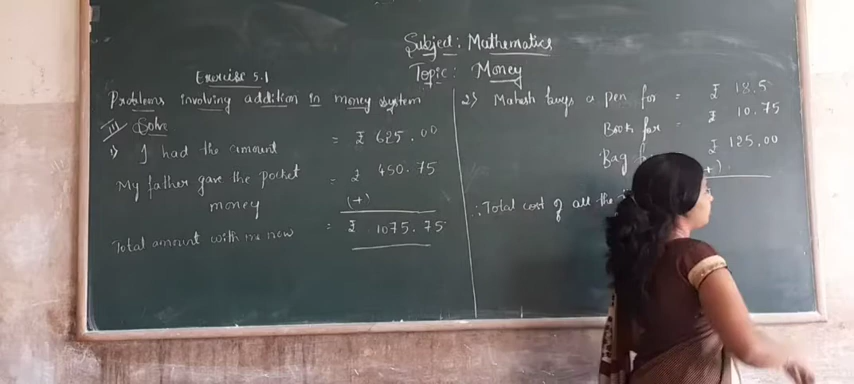 Subject: Mathematics
Topic: Money
Exercise 5.1
Problems involving addition in money system
III Solve
1) I had the amount = ₹ 625.00
My father gave the pocket money = ₹ 450.75
(+)
Total amount with me now = ₹ 1075.75
2) Mahesh buys a pen for = ₹ 18.5
Book for = ₹ 10.75
Bag ₹ 125.00
(+)
∴ Total cost of all the